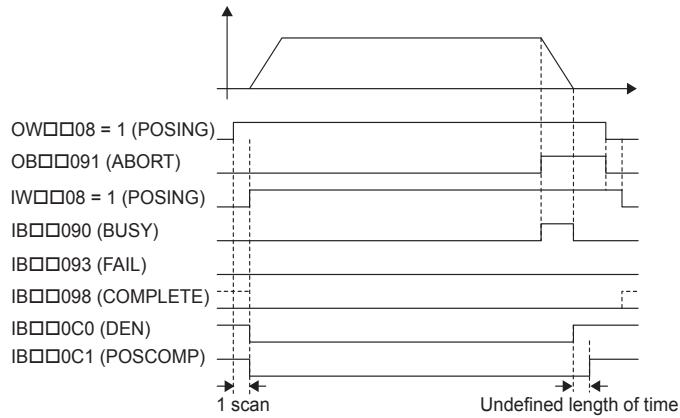 OW□□08 = 1 (POSING)
OB□□091 (ABORT)
IW□□08 = 1 (POSING)
IB□□090 (BUSY)
IB□□093 (FAIL)
IB□□098 (COMPLETE)
IB□□0C0 (DEN)
IB□□0C1 (POSCOMP)
1 scan
Undefined length of time